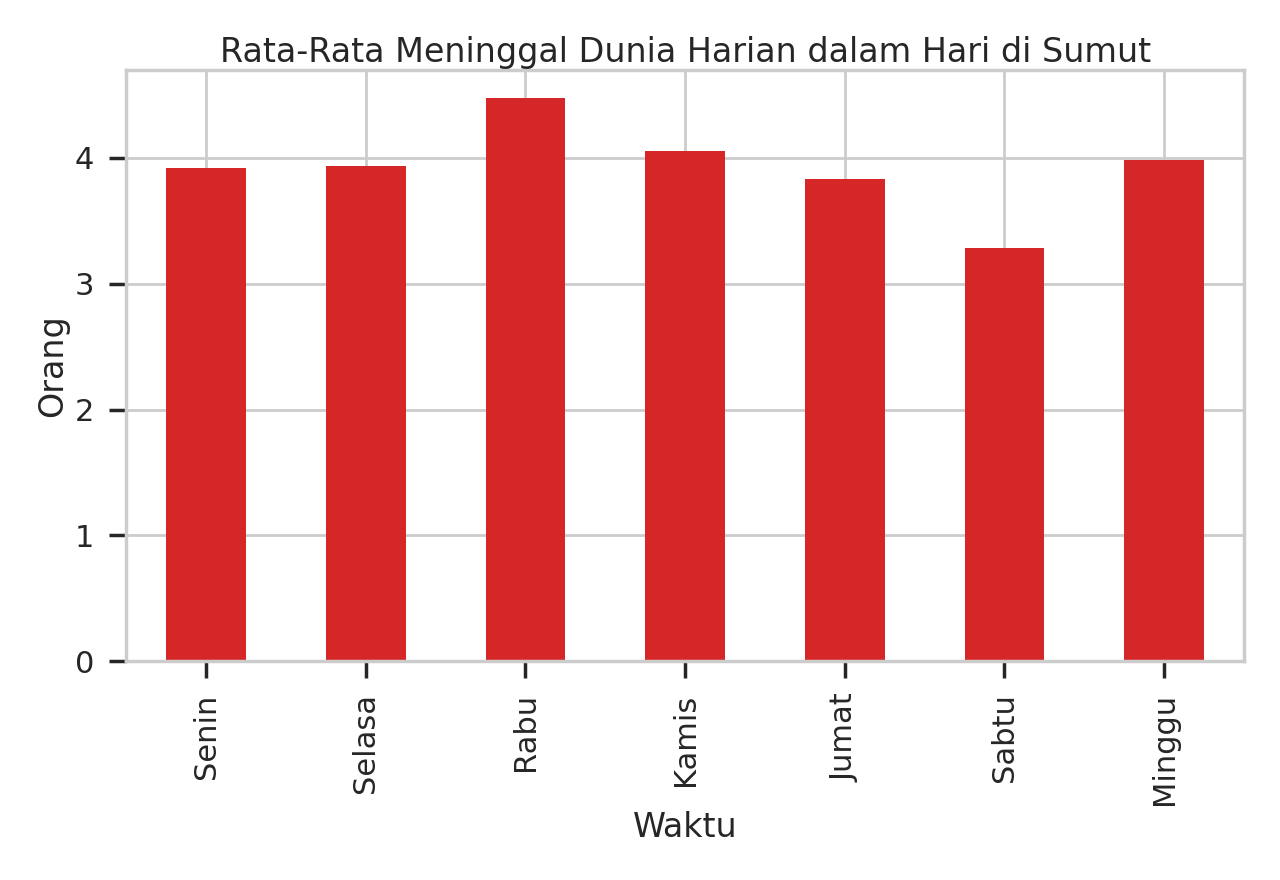 Rata-Rata Meninggal Dunia Harian dalam Hari di Sumut
Orang
4
3
2
1
0
Senin
Selasa
Rabu
Kamis
Jumat
Sabtu
Minggu
Waktu